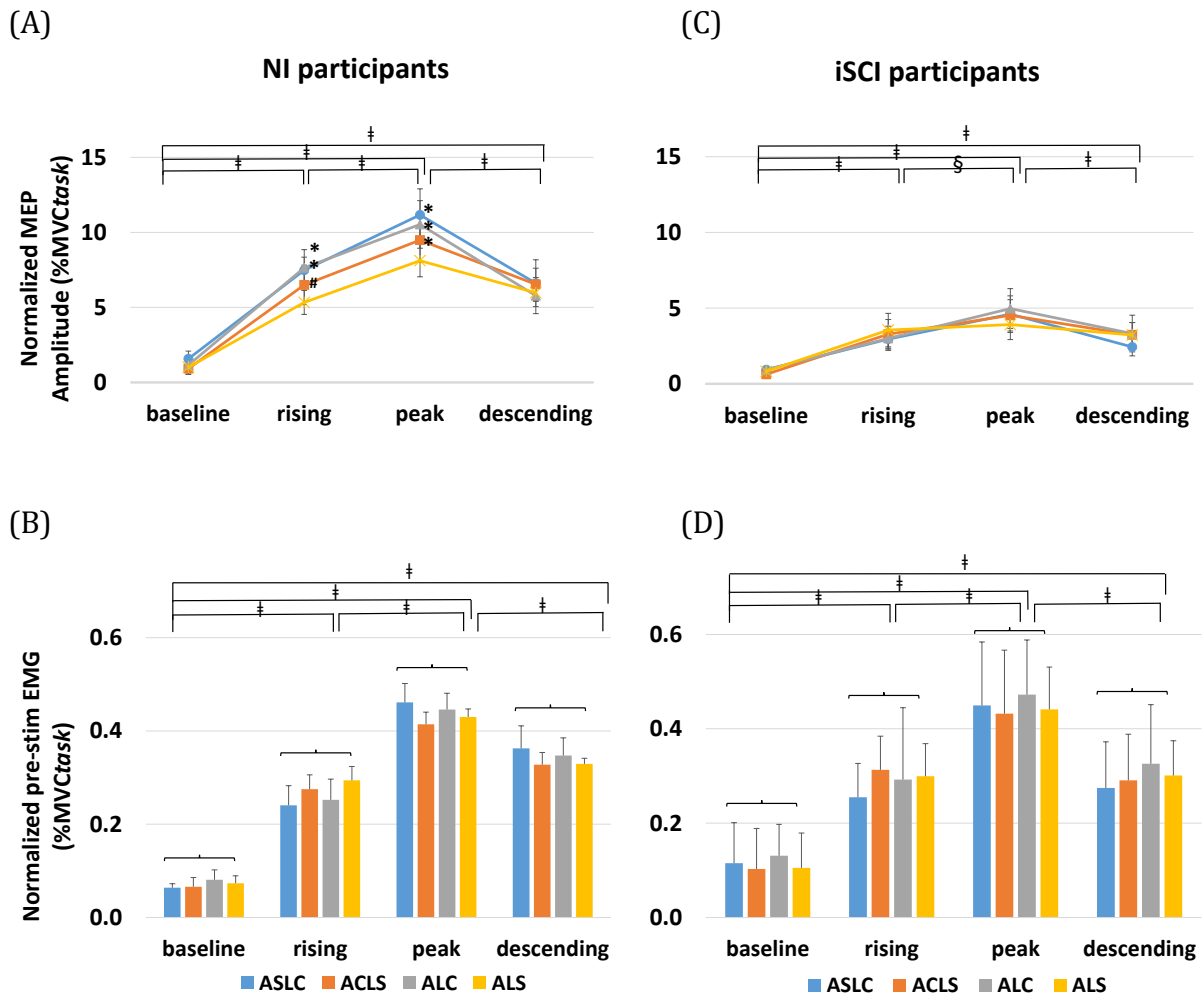 (A)
NI participants
ǂ
ǂ
ǂ ǂ ǂ
Normalized MEP
Amplitude (%MVCtask)
15
10
5
0
*
*
*
*
*
#
baseline rising peak descending
(C)
iSCI participants
ǂ
ǂ
ǂ § ǂ
15
10
5
0
baseline rising peak descending
(B)
ǂ
ǂ
ǂ ǂ ǂ
Normalized pre-stim EMG
(%MVCtask)
0.6
0.4
0.2
0.0
baseline rising peak descending
(D)
ǂ
ǂ
ǂ ǂ ǂ
0.6
0.4
0.2
0.0
baseline rising peak descending
ASLC ACLS ALC ALS
ASLC ACLS ALC ALS